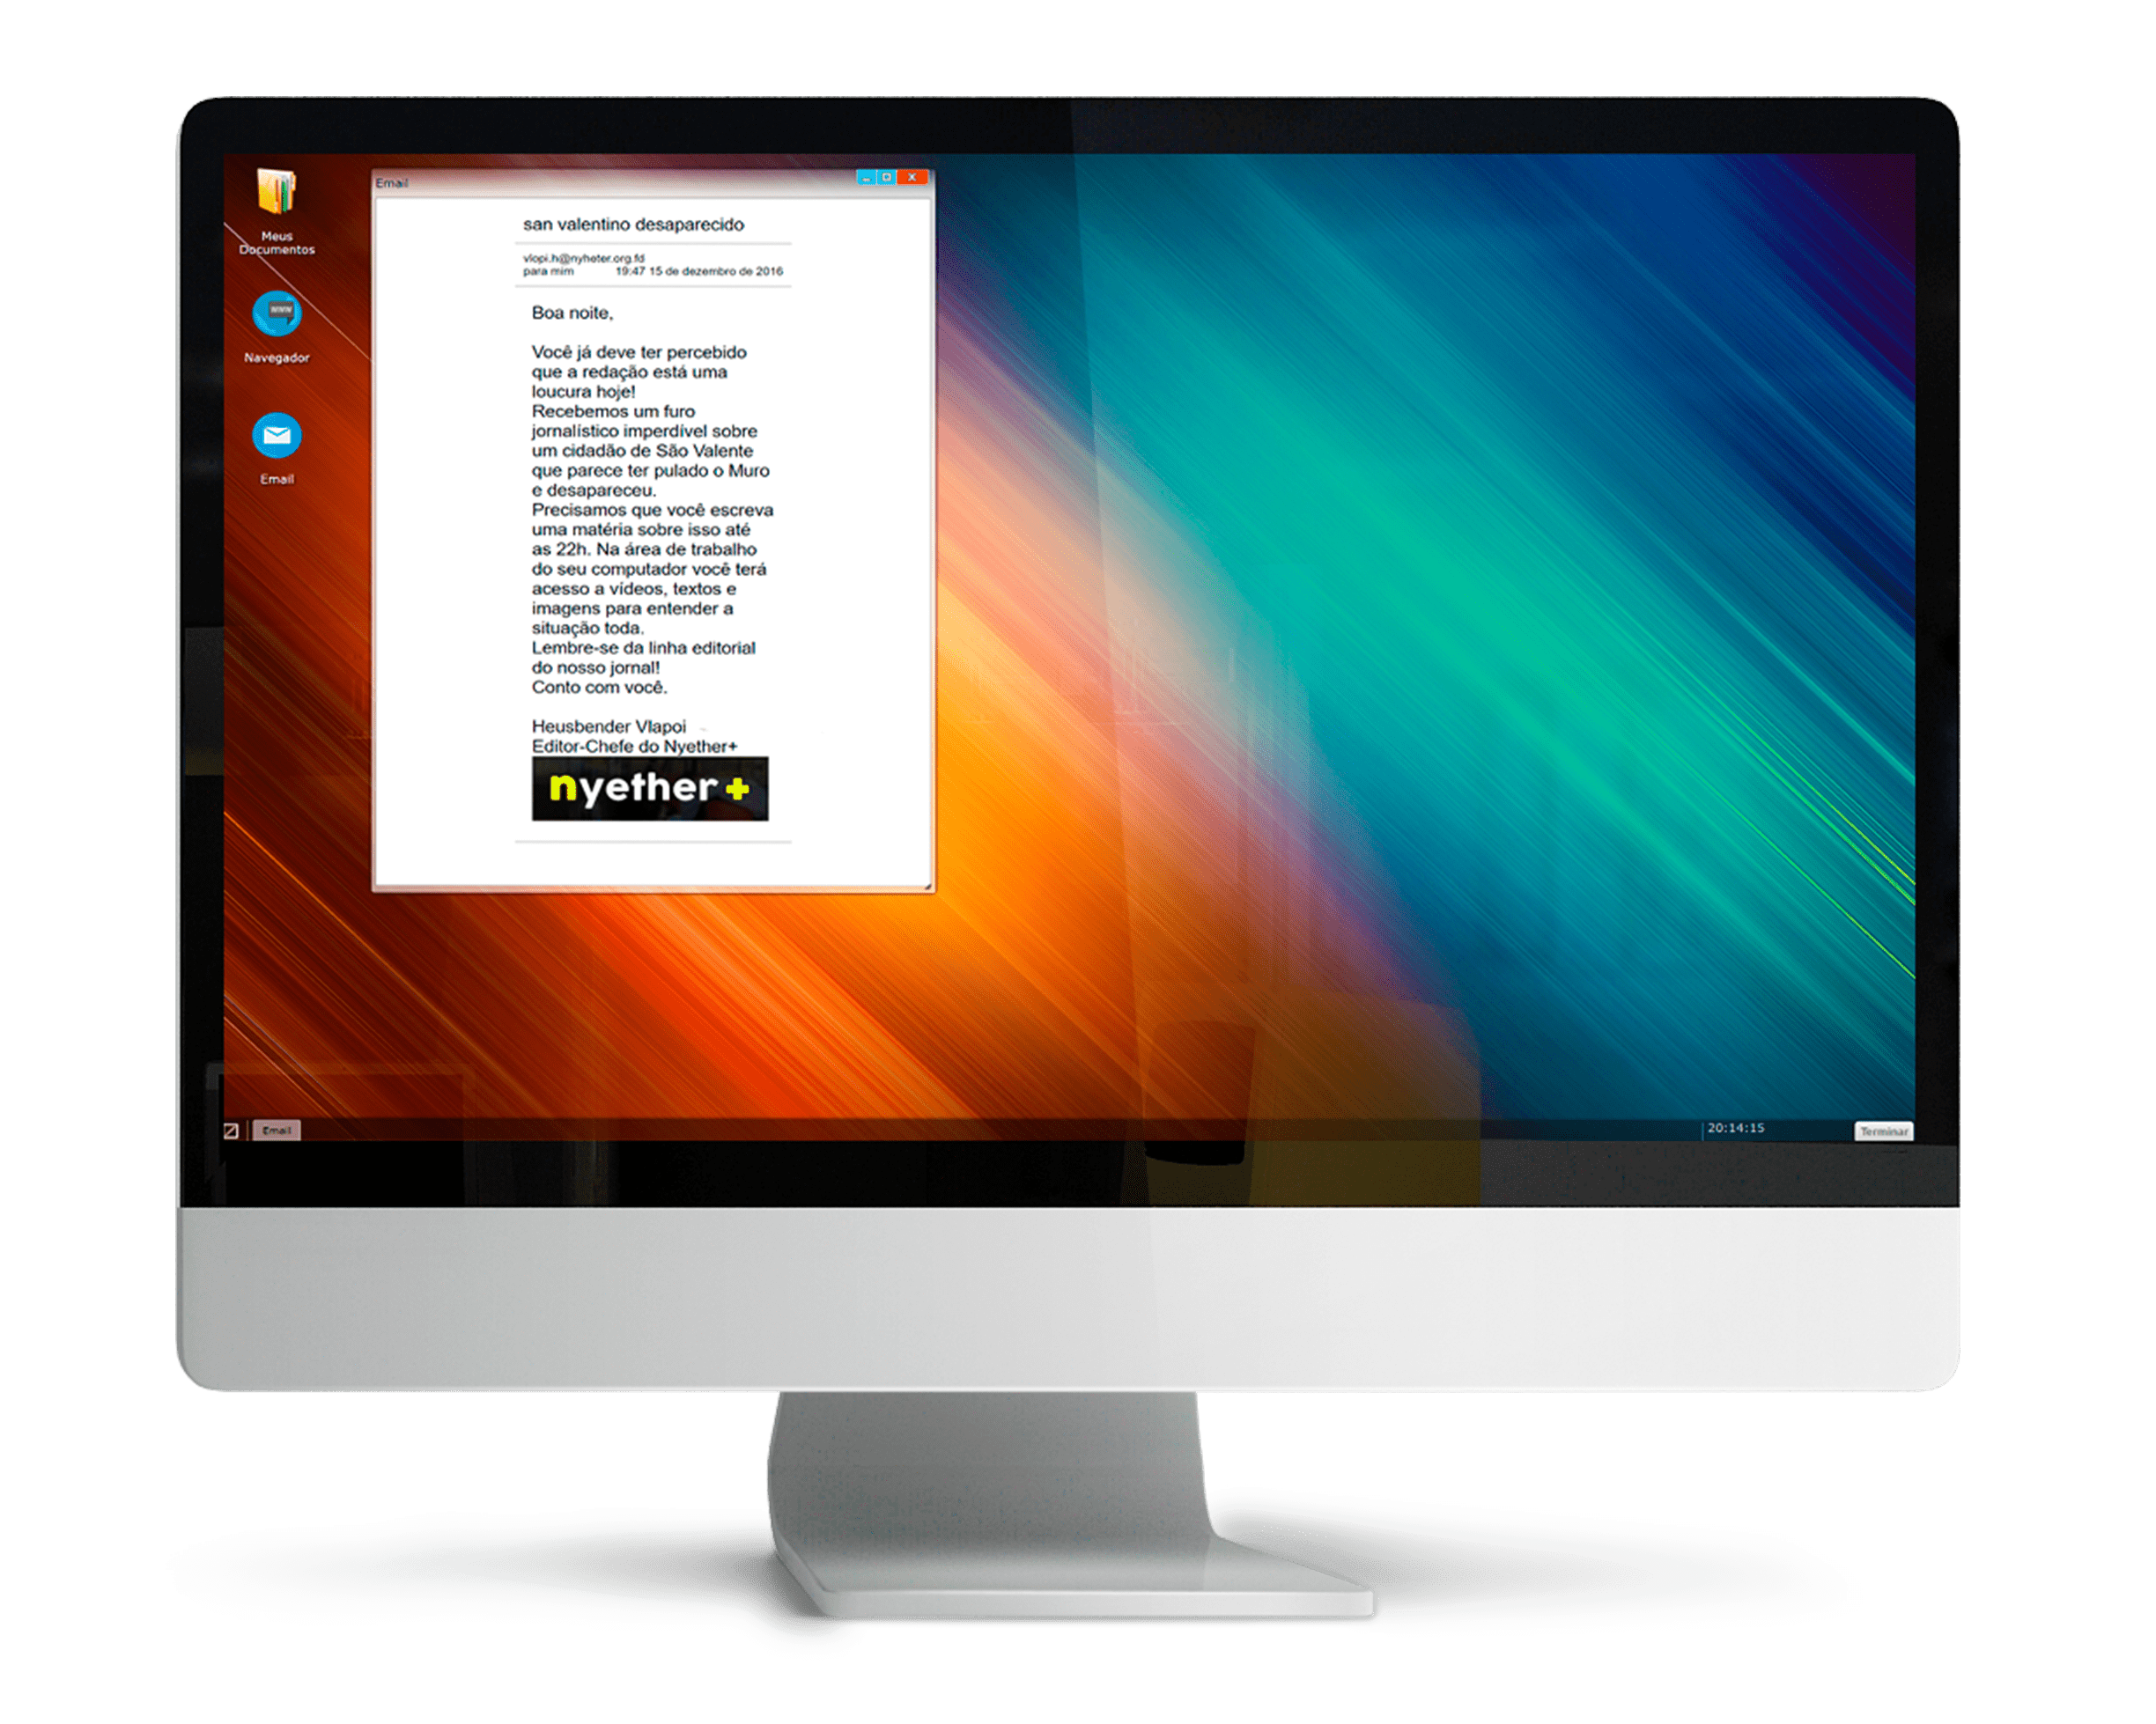 Meus
Documentos
Navegador
Email
Email
san valentino desaparecido
vlopi.h@nyheter.org.fd
para mim 19:47 15 de dezembro de 2016
Boa noite,
Você já deve ter percebido
que a redação está uma
loucura hoje!
Recebemos um furo
jornalístico imperdível sobre
um cidadão de São Valente
que parece ter pulado o Muro
e desapareceu.
Precisamos que você escreva
uma matéria sobre isso até
as 22h. Na área de trabalho
do seu computador você terá
acesso a vídeos, textos e
imagens para entender a
situação toda.
Lembre-se da linha editorial
do nosso jornal!
Conto com você.
Heusbender Vlapoi
Editor-Chefe do Nyether+
nyether+
Email
20:14:15
Terminar